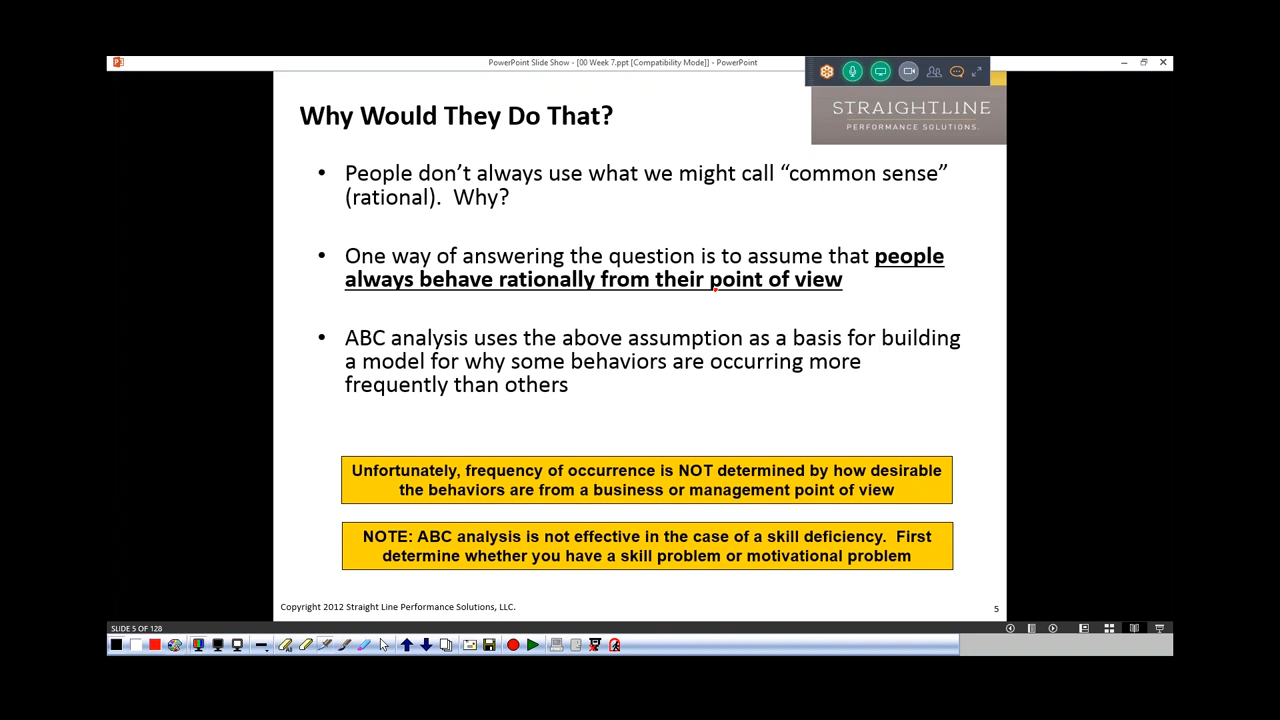 PowerPoint Slide Show - [00 Week 7.ppt [Compatibility Mode]] - PowerPoint
Why Would They Do That?
STRAIGHTLINE
PERFORMANCE SOLUTIONS.
• People don’t always use what we might call “common sense”
(rational).  Why?
• One way of answering the question is to assume that people
always behave rationally from their point of view
• ABC analysis uses the above assumption as a basis for building
a model for why some behaviors are occurring more
frequently than others
Unfortunately, frequency of occurrence is NOT determined by how desirable
the behaviors are from a business or management point of view
NOTE: ABC analysis is not effective in the case of a skill deficiency.  First
determine whether you have a skill problem or motivational problem
Copyright 2012 Straight Line Performance Solutions, LLC.
5
SLIDE 5 OF 128